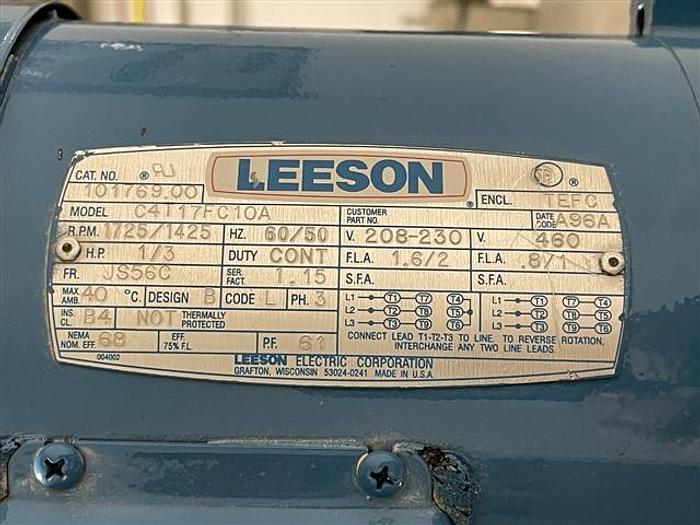 LEESON ®
CAT. NO. 101769.00 ®
ENCL. TEFC
MODEL C4T17FC10A
CUSTOMER PART NO.
DATE CODE A96A
R.P.M. 1725/1425 HZ. 60/50 V. 208-230 V. 460
H.P. 1/3 DUTY CONT F.L.A. 1.6/2 F.L.A. .8/1
FR. JS56C SER. FACT. 1.15 S.F.A. S.F.A.
MAX AMB. 40 °C. DESIGN B CODE L PH. 3
INS. CL. B4 NOT THERMALLY PROTECTED
NEMA NOM. EFF. 68 EFF. 75% F.L. P.F. 61
L1 T1 T7 T4 L1 T1 T7 T4
L2 T2 T8 T5 L2 T2 T8 T5
L3 T3 T9 T6 L3 T3 T9 T6
CONNECT LEAD T1-T2-T3 TO LINE. TO REVERSE ROTATION,
INTERCHANGE ANY TWO LINE LEADS.
004002
LEESON ELECTRIC CORPORATION
GRAFTON, WISCONSIN 53024-0241 MADE IN U.S.A.